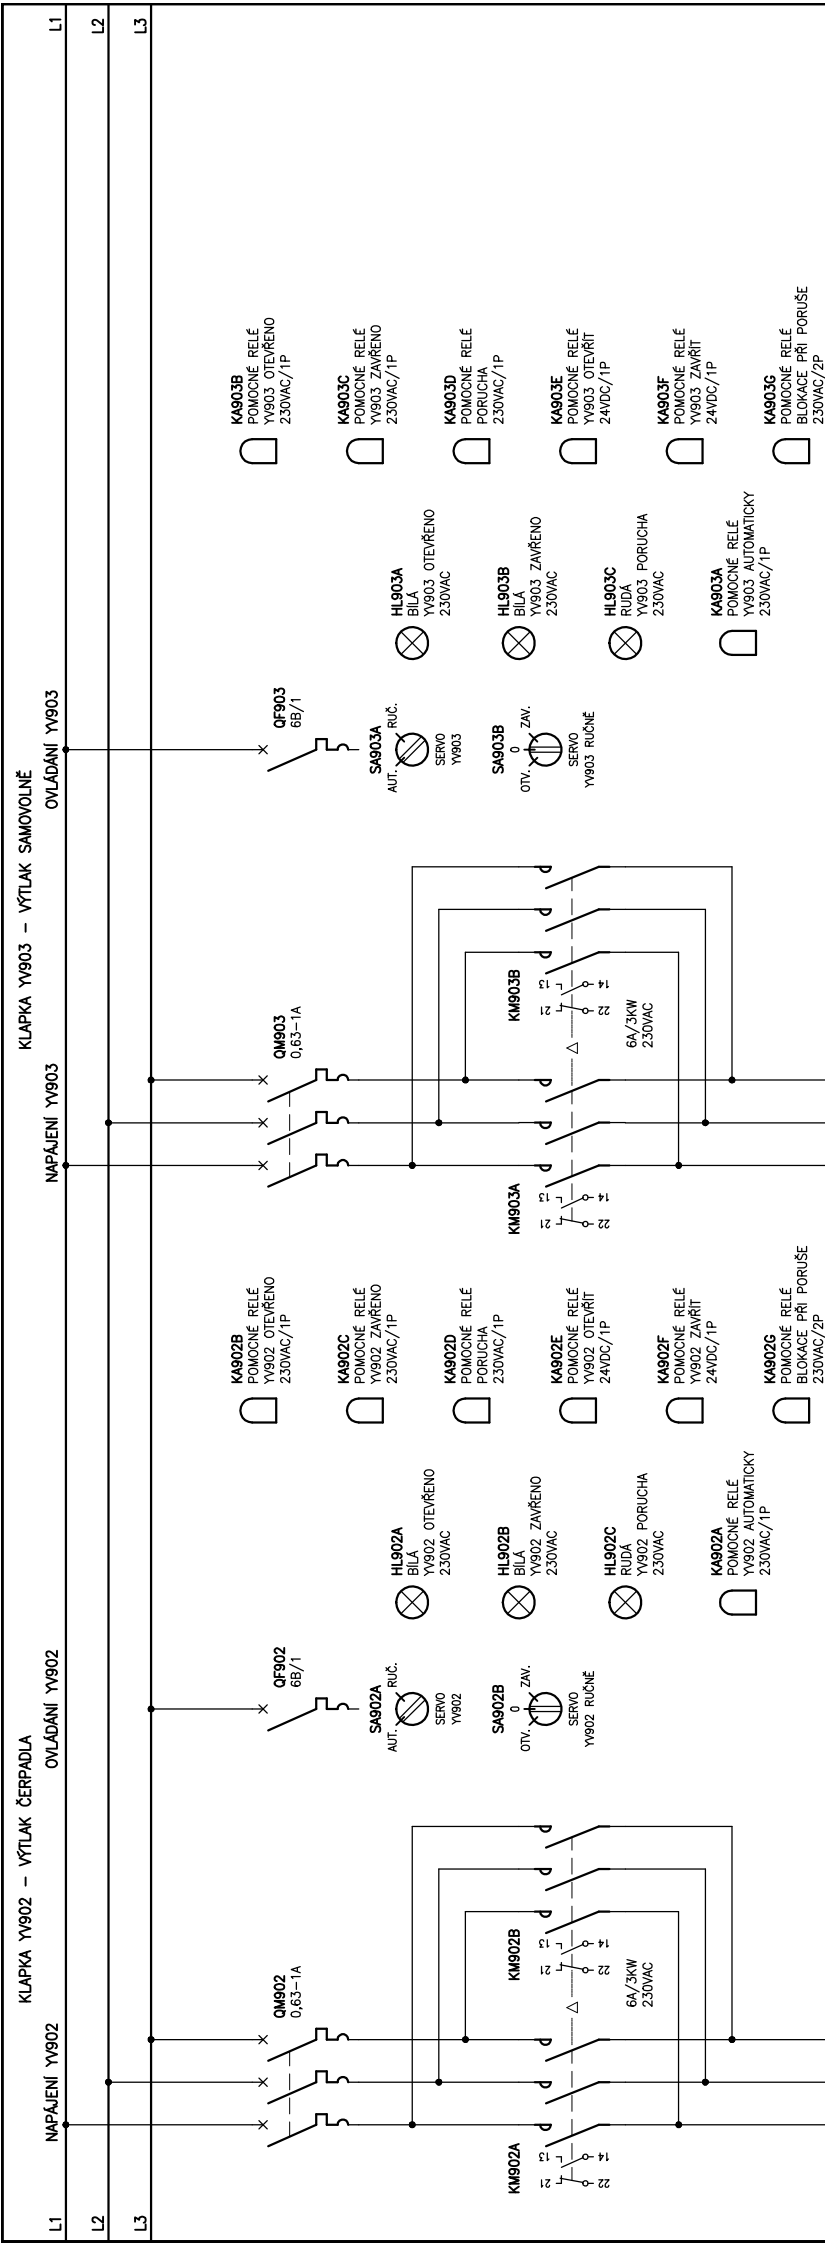 KLAPKA YV902 – VÝTLAK ČERPADLA
KLAPKA YV903 – VÝTLAK SAMOVOLNĚ
NAPÁJENÍ YV902
OVLÁDÁNÍ YV902
NAPÁJENÍ YV903
OVLÁDÁNÍ YV903
L1
L1
L2
L2
L3
L3
QM902
0,63–1A
KM902A
21
13
22
14
KM902B
21
13
22
14
6A/3KW
230VAC
QF902
6B/1
SA902A
AUT.
RUČ.
SERVO
YV902
SA902B
OTV.
0
ZAV.
SERVO
YV902 RUČNĚ
HL902A
BÍLÁ
YV902 OTEVŘENO
230VAC
HL902B
BÍLÁ
YV902 ZAVŘENO
230VAC
HL902C
RUDÁ
YV902 PORUCHA
230VAC
KA902A
POMOCNÉ RELÉ
YV902 AUTOMATICKY
230VAC/1P
KA902B
POMOCNÉ RELÉ
YV902 OTEVŘENO
230VAC/1P
KA902C
POMOCNÉ RELÉ
YV902 ZAVŘENO
230VAC/1P
KA902D
POMOCNÉ RELÉ
PORUCHA
230VAC/1P
KA902E
POMOCNÉ RELÉ
YV902 OTEVŘÍT
24VDC/1P
KA902F
POMOCNÉ RELÉ
YV902 ZAVŘÍT
24VDC/1P
KA902G
POMOCNÉ RELÉ
BLOKACE PŘI PORUŠE
230VAC/2P
QM903
0,63–1A
KM903A
21
13
22
14
KM903B
21
13
22
14
6A/3KW
230VAC
QF903
6B/1
SA903A
AUT.
RUČ.
SERVO
YV903
SA903B
OTV.
0
ZAV.
SERVO
YV903 RUČNĚ
HL903A
BÍLÁ
YV903 OTEVŘENO
230VAC
HL903B
BÍLÁ
YV903 ZAVŘENO
230VAC
HL903C
RUDÁ
YV903 PORUCHA
230VAC
KA903A
POMOCNÉ RELÉ
YV903 AUTOMATICKY
230VAC/1P
KA903B
POMOCNÉ RELÉ
YV903 OTEVŘENO
230VAC/1P
KA903C
POMOCNÉ RELÉ
YV903 ZAVŘENO
230VAC/1P
KA903D
POMOCNÉ RELÉ
PORUCHA
230VAC/1P
KA903E
POMOCNÉ RELÉ
YV903 OTEVŘÍT
24VDC/1P
KA903F
POMOCNÉ RELÉ
YV903 ZAVŘÍT
24VDC/1P
KA903G
POMOCNÉ RELÉ
BLOKACE PŘI PORUŠE
230VAC/2P